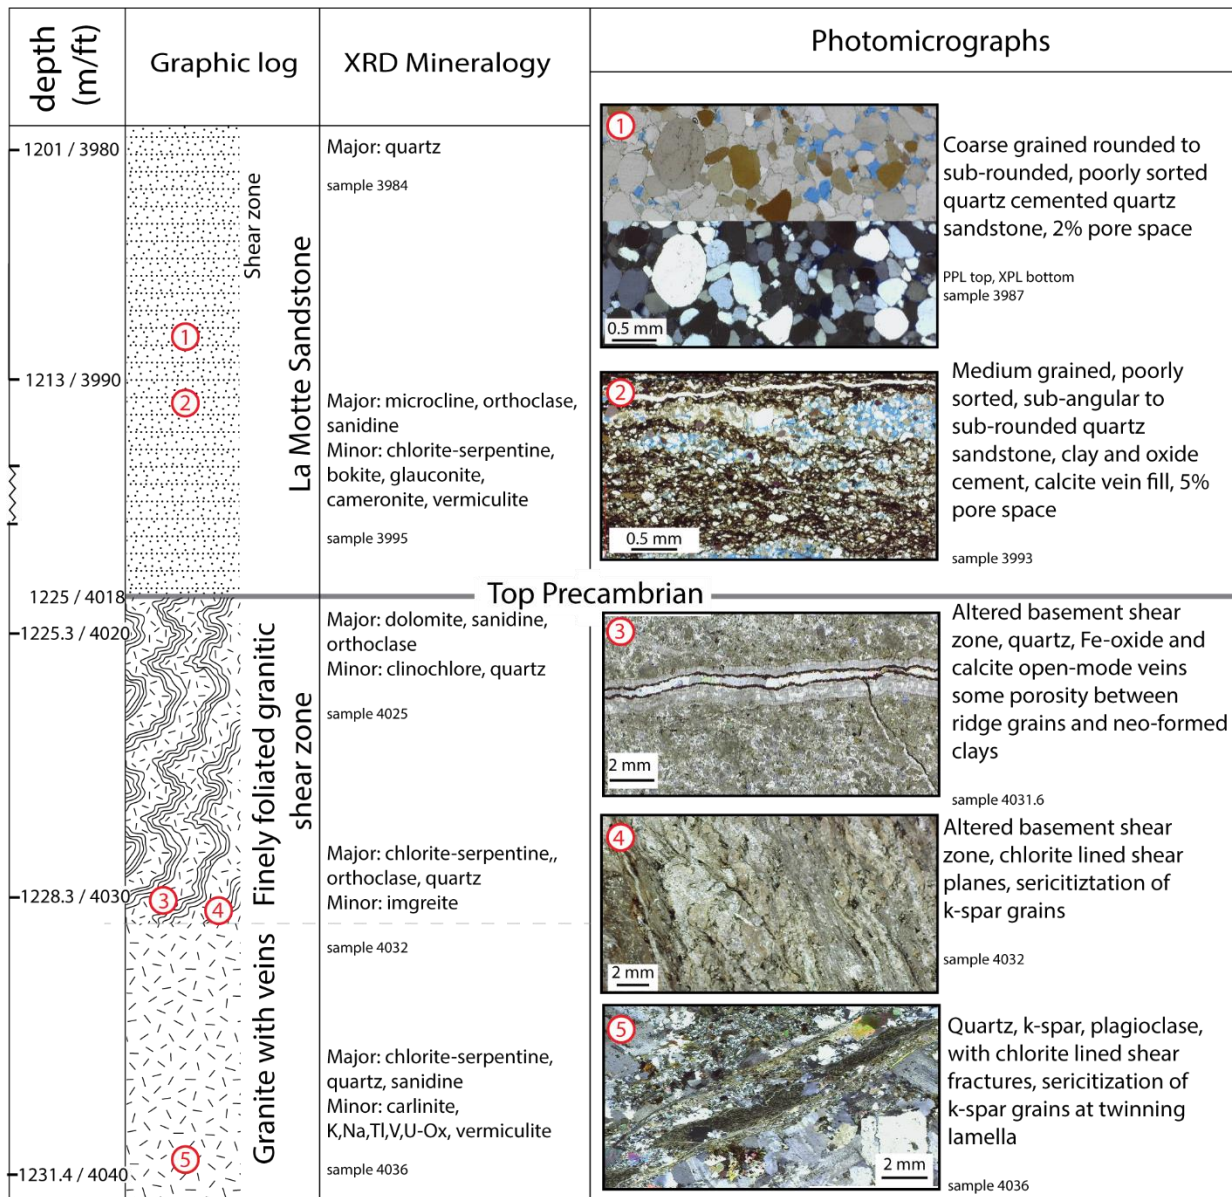 depth
(m/ft)
Graphic log
XRD Mineralogy
Photomicrographs
1201 / 3980
1213 / 3990
1225 / 4018
1225.3 / 4020
1228.3 / 4030
1231.4 / 4040
1
2
3
4
5
Shear zone
La Motte Sandstone
Top Precambrian
Finely foliated granitic
shear zone
Granite with veins
Major: quartz
sample 3984
Major: microcline, orthoclase,
sanidine
Minor: chlorite-serpentine,
bokite, glauconite,
cameronite, vermiculite
sample 3995
Major: dolomite, sanidine,
orthoclase
Minor: clinochlore, quartz
sample 4025
Major: chlorite-serpentine,,
orthoclase, quartz
Minor: imgreite
sample 4032
Major: chlorite-serpentine,
quartz, sanidine
Minor: carlinite,
K,Na,Tl,V,U-Ox, vermiculite
sample 4036
1
0.5 mm
Coarse grained rounded to
sub-rounded, poorly sorted
quartz cemented quartz
sandstone, 2% pore space
PPL top, XPL bottom
sample 3987
2
0.5 mm
Medium grained, poorly
sorted, sub-angular to
sub-rounded quartz
sandstone, clay and oxide
cement, calcite vein fill, 5%
pore space
sample 3993
3
2 mm
Altered basement shear
zone, quartz, Fe-oxide and
calcite open-mode veins
some porosity between
ridge grains and neo-formed
clays
sample 4031.6
4
2 mm
Altered basement shear
zone, chlorite lined shear
planes, sericitiztation of
k-spar grains
sample 4032
5
2 mm
Quartz, k-spar, plagioclase,
with chlorite lined shear
fractures, sericitization of
k-spar grains at twinning
lamella
sample 4036